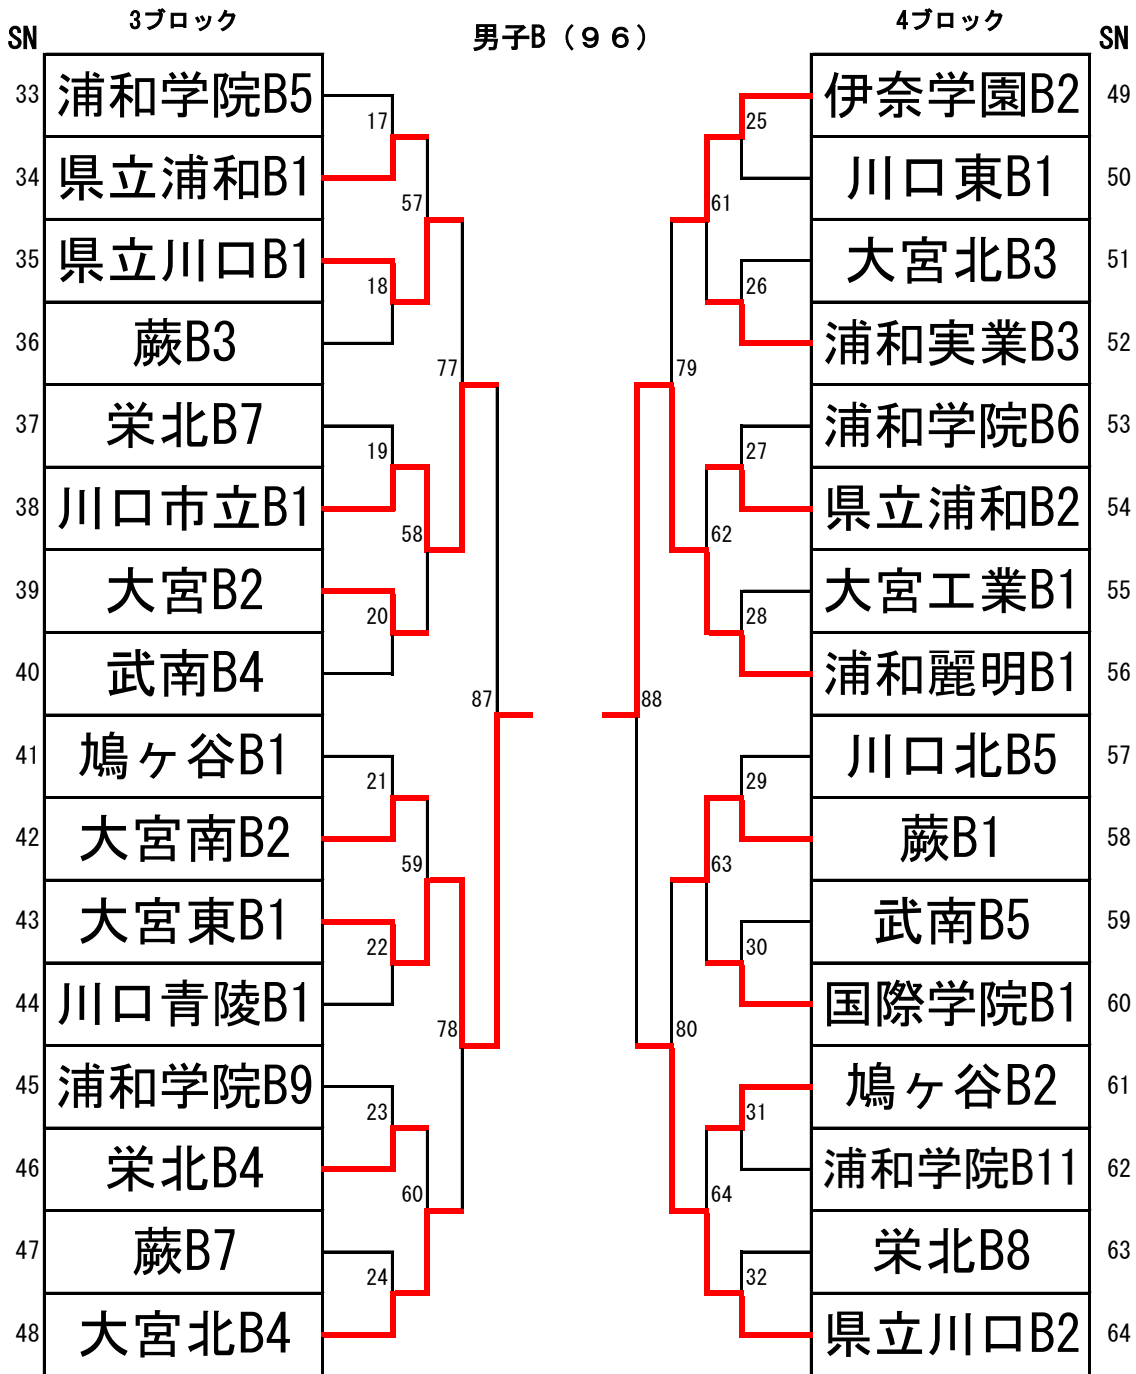 3ブロック
男子B（９６）
4ブロック
SN
SN
33 浦和学院B5
34 県立浦和B1
35 県立川口B1
36 蕨B3
37 栄北B7
38 川口市立B1
39 大宮B2
40 武南B4
41 鳩ヶ谷B1
42 大宮南B2
43 大宮東B1
44 川口青陵B1
45 浦和学院B9
46 栄北B4
47 蕨B7
48 大宮北B4
17
18
19
20
21
22
23
24
57
58
59
60
77
78
87
88
79
80
61
62
63
64
25
26
27
28
29
30
31
32
伊奈学園B2 49
川口東B1 50
大宮北B3 51
浦和実業B3 52
浦和学院B6 53
県立浦和B2 54
大宮工業B1 55
浦和麗明B1 56
川口北B5 57
蕨B1 58
武南B5 59
国際学院B1 60
鳩ヶ谷B2 61
浦和学院B11 62
栄北B8 63
県立川口B2 64